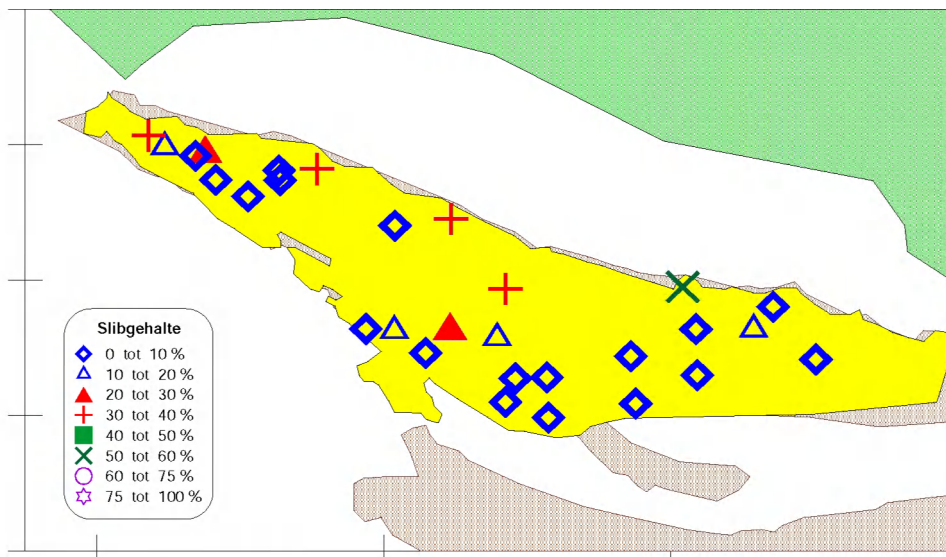 Slibgehalte
0 tot 10 %
10 tot 20 %
20 tot 30 %
30 tot 40 %
40 tot 50 %
50 tot 60 %
60 tot 75 %
75 tot 100 %